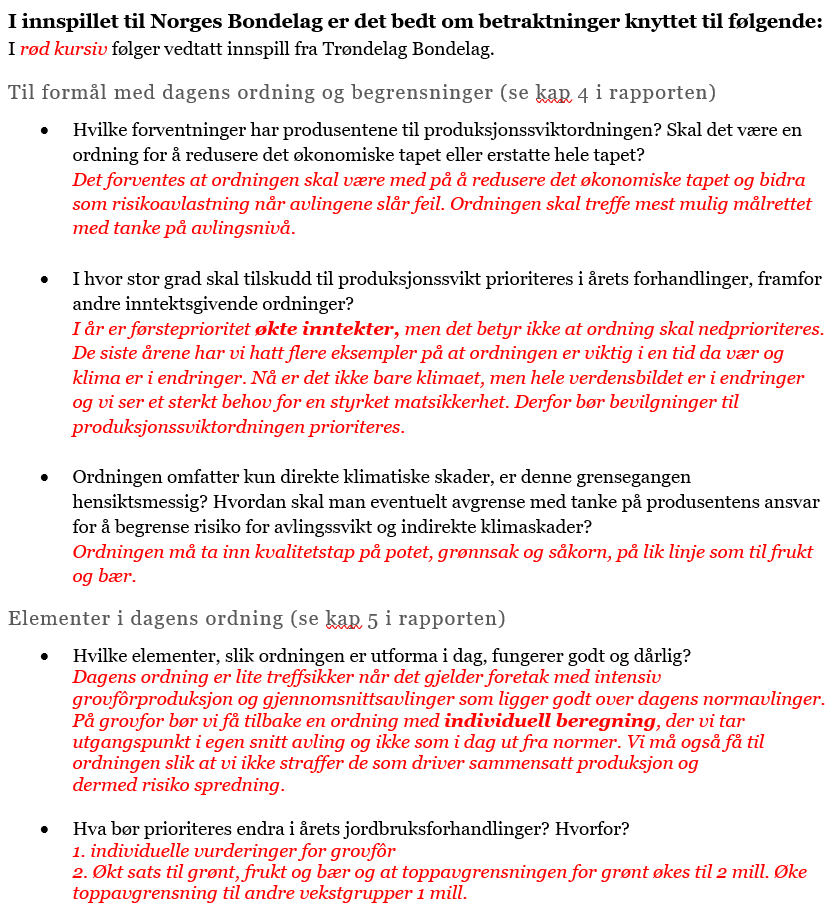 I innspillet til Norges Bondelag er det bedt om betraktninger knyttet til følgende:
I rød kursiv følger vedtatt innspill fra Trøndelag Bondelag.
Til formål med dagens ordning og begrensninger (se kap 4 i rapporten)
• Hvilke forventninger har produsentene til produksjonssviktordningen? Skal det være en
ordning for å redusere det økonomiske tapet eller erstatte hele tapet?
Det forventes at ordningen skal være med på å redusere det økonomiske tapet og bidra
som risikoavlastning når avlingene slår feil. Ordningen skal treffe mest mulig målrettet
med tanke på avlingsnivå.
• I hvor stor grad skal tilskudd til produksjonssvikt prioriteres i årets forhandlinger, framfor
andre inntektsgivende ordninger?
I år er førsteprioritet økte inntekter, men det betyr ikke at ordning skal nedprioriteres.
De siste årene har vi hatt flere eksempler på at ordningen er viktig i en tid da vær og
klima er i endringer. Nå er det ikke bare klimaet, men hele verdensbildet er i endringer
og vi ser et sterkt behov for en styrket matsikkerhet. Derfor bør bevilgninger til
produksjonssviktordningen prioriteres.
• Ordningen omfatter kun direkte klimatiske skader, er denne grensegangen
hensiktsmessig? Hvordan skal man eventuelt avgrense med tanke på produsentens ansvar
for å begrense risiko for avlingssvikt og indirekte klimaskader?
Ordningen må ta inn kvalitetstap på potet, grønnsak og såkorn, på lik linje som til frukt
og bær.
Elementer i dagens ordning (se kap 5 i rapporten)
• Hvilke elementer, slik ordningen er utforma i dag, fungerer godt og dårlig?
Dagens ordning er lite treffsikker når det gjelder foretak med intensiv
grovfôrproduksjon og gjennomsnittsavlinger som ligger godt over dagens normavlinger.
På grovfor bør vi få tilbake en ordning med individuell beregning, der vi tar
utgangspunkt i egen snitt avling og ikke som i dag ut fra normer. Vi må også få til
ordningen slik at vi ikke straffer de som driver sammensatt produksjon og
dermed risiko spredning.
• Hva bør prioriteres endra i årets jordbruksforhandlinger? Hvorfor?
1. individuelle vurderinger for grovfôr
2. Økt sats til grønt, frukt og bær og at toppavgrensningen for grønt økes til 2 mill. Øke
toppavgrensning til andre vekstgrupper 1 mill.